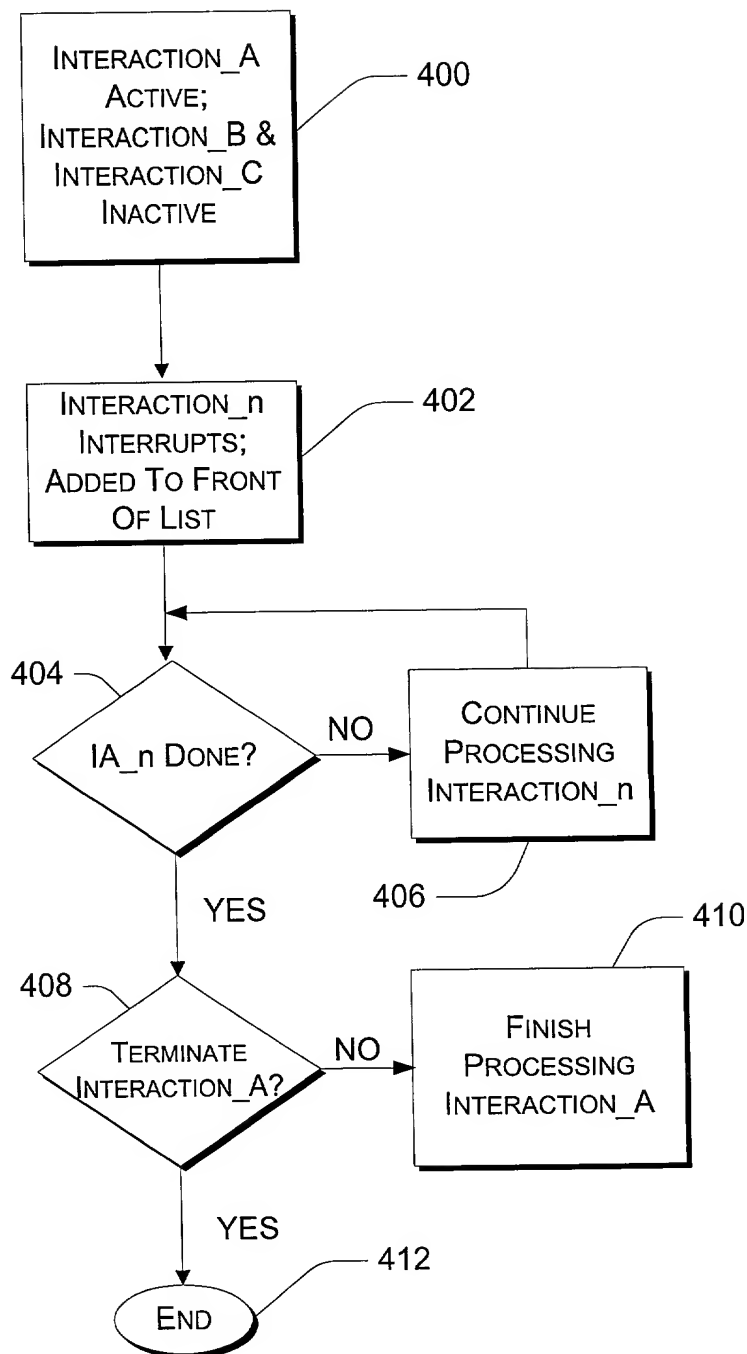 INTERACTION_A
ACTIVE;
INTERACTION_B &
INTERACTION_C
INACTIVE
400
INTERACTION_n
INTERRUPTS;
ADDED TO FRONT
OF LIST
402
404
IA_n DONE?
NO
CONTINUE
PROCESSING
INTERACTION_n
406
YES
410
408
TERMINATE
INTERACTION_A?
NO
FINISH
PROCESSING
INTERACTION_A
YES
412
END